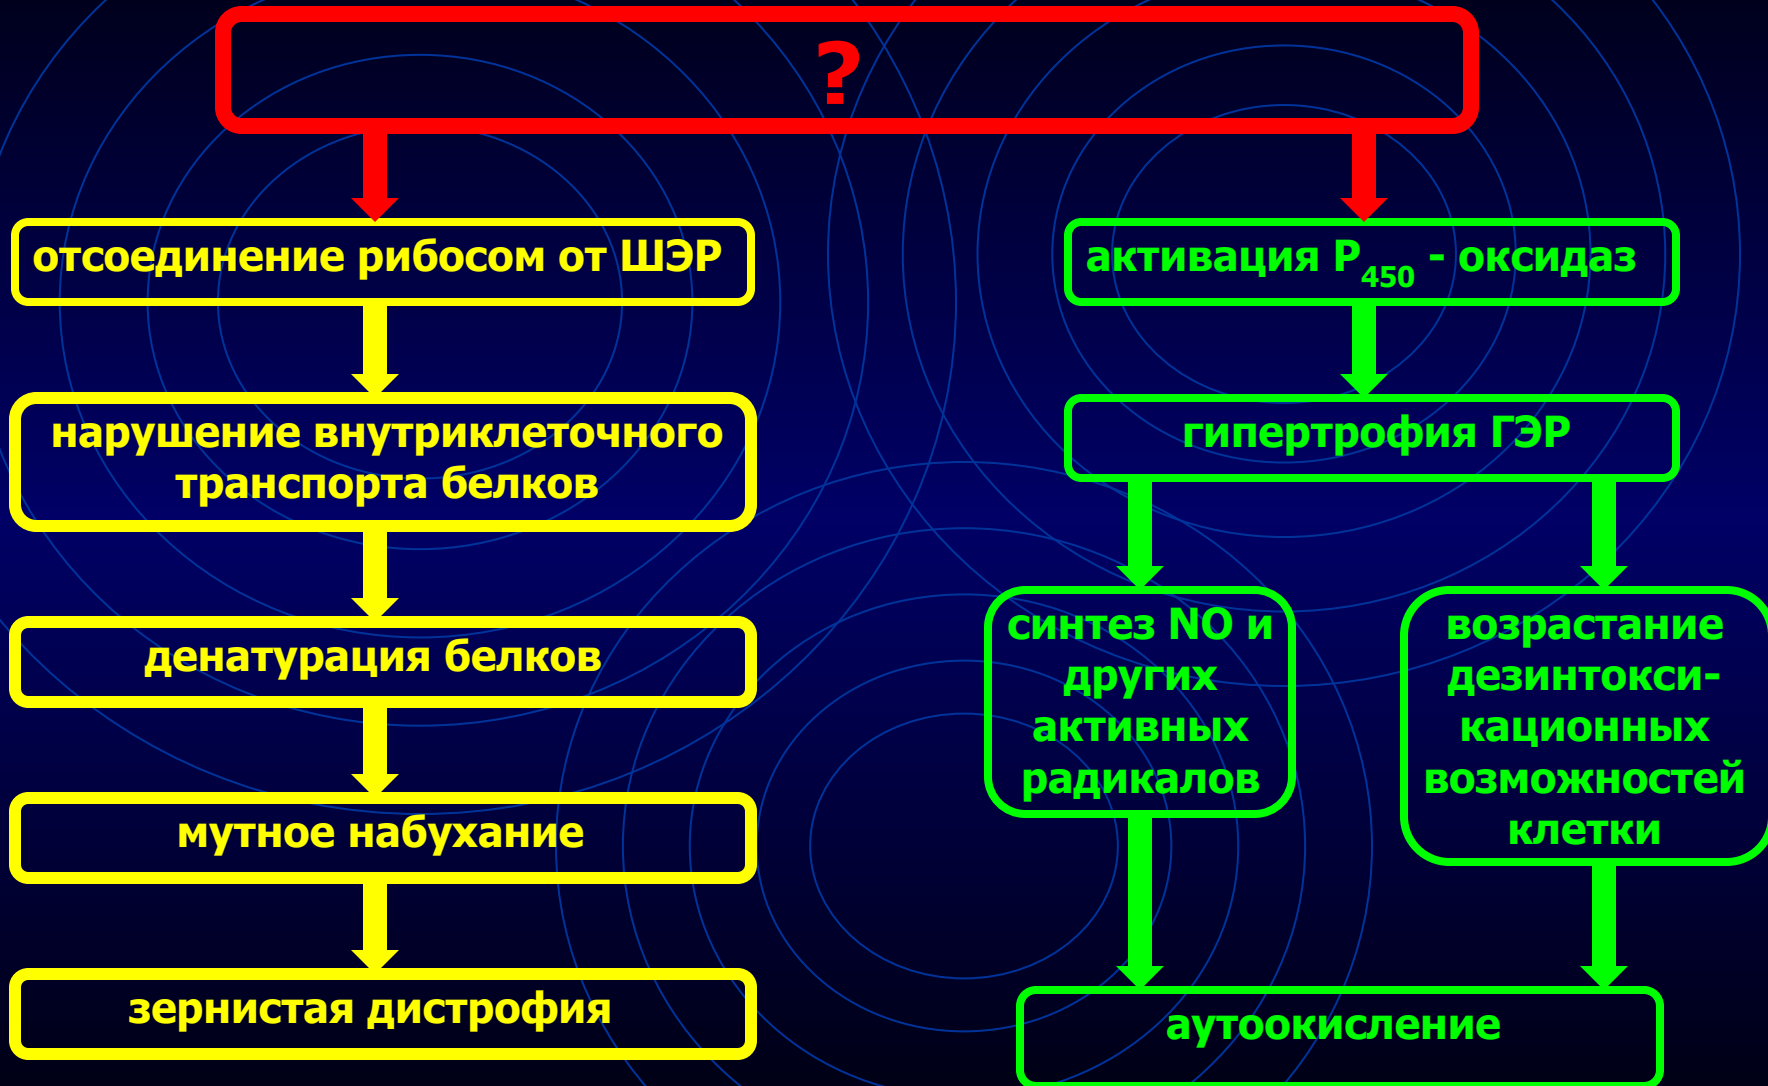 ?
отсоединение рибосом от ШЭР
нарушение внутриклеточного
транспорта белков
денатурация белков
мутное набухание
зернистая дистрофия
активация Р450 - оксидаз
гипертрофия ГЭР
синтез NO и
других
активных
радикалов
возрастание
дезинтокси-
кационных
возможностей
клетки
аутоокисление